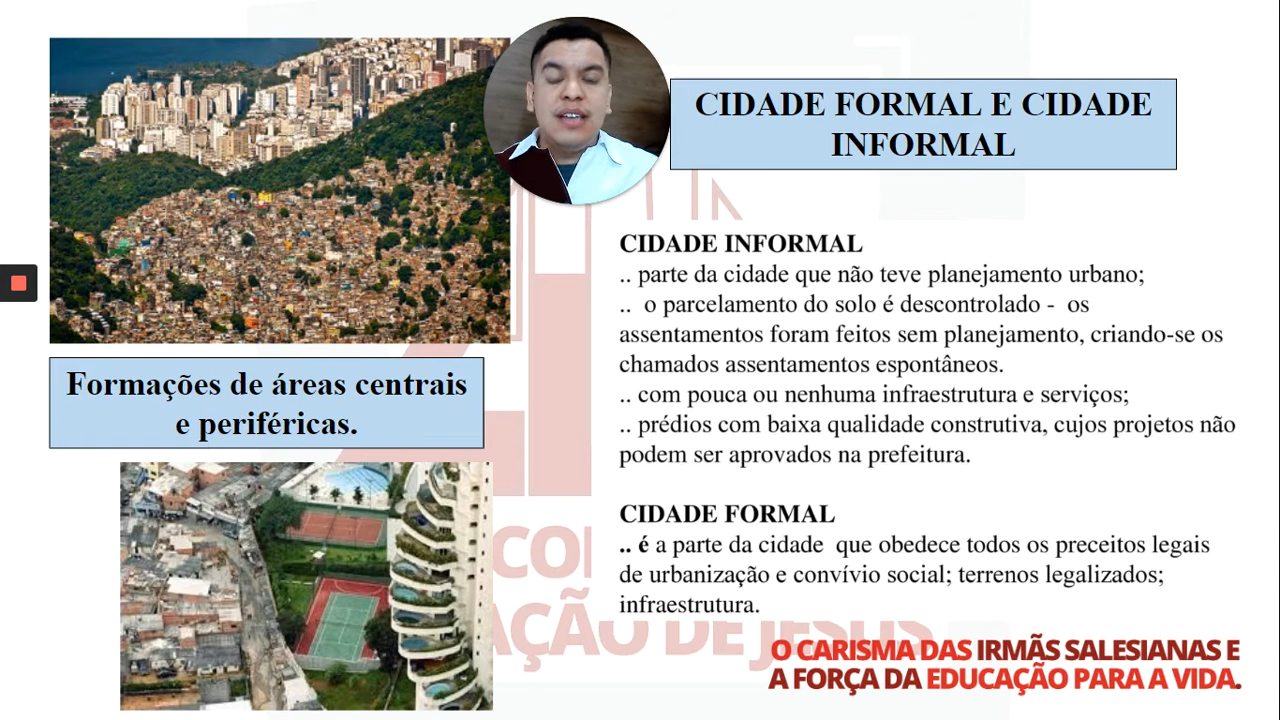 CIDADE FORMAL E CIDADE
INFORMAL
CIDADE INFORMAL
.. parte da cidade que não teve planejamento urbano;
.. o parcelamento do solo é descontrolado - os
assentamentos foram feitos sem planejamento, criando-se os
chamados assentamentos espontâneos.
.. com pouca ou nenhuma infraestrutura e serviços;
.. prédios com baixa qualidade construtiva, cujos projetos não
podem ser aprovados na prefeitura.
CIDADE FORMAL
.. é a parte da cidade que obedece todos os preceitos legais
de urbanização e convívio social; terrenos legalizados;
infraestrutura.
Formações de áreas centrais
e periféricas.
O CARISMA DAS IRMÃS SALESIANAS E
A FORÇA DA EDUCAÇÃO PARA A VIDA.